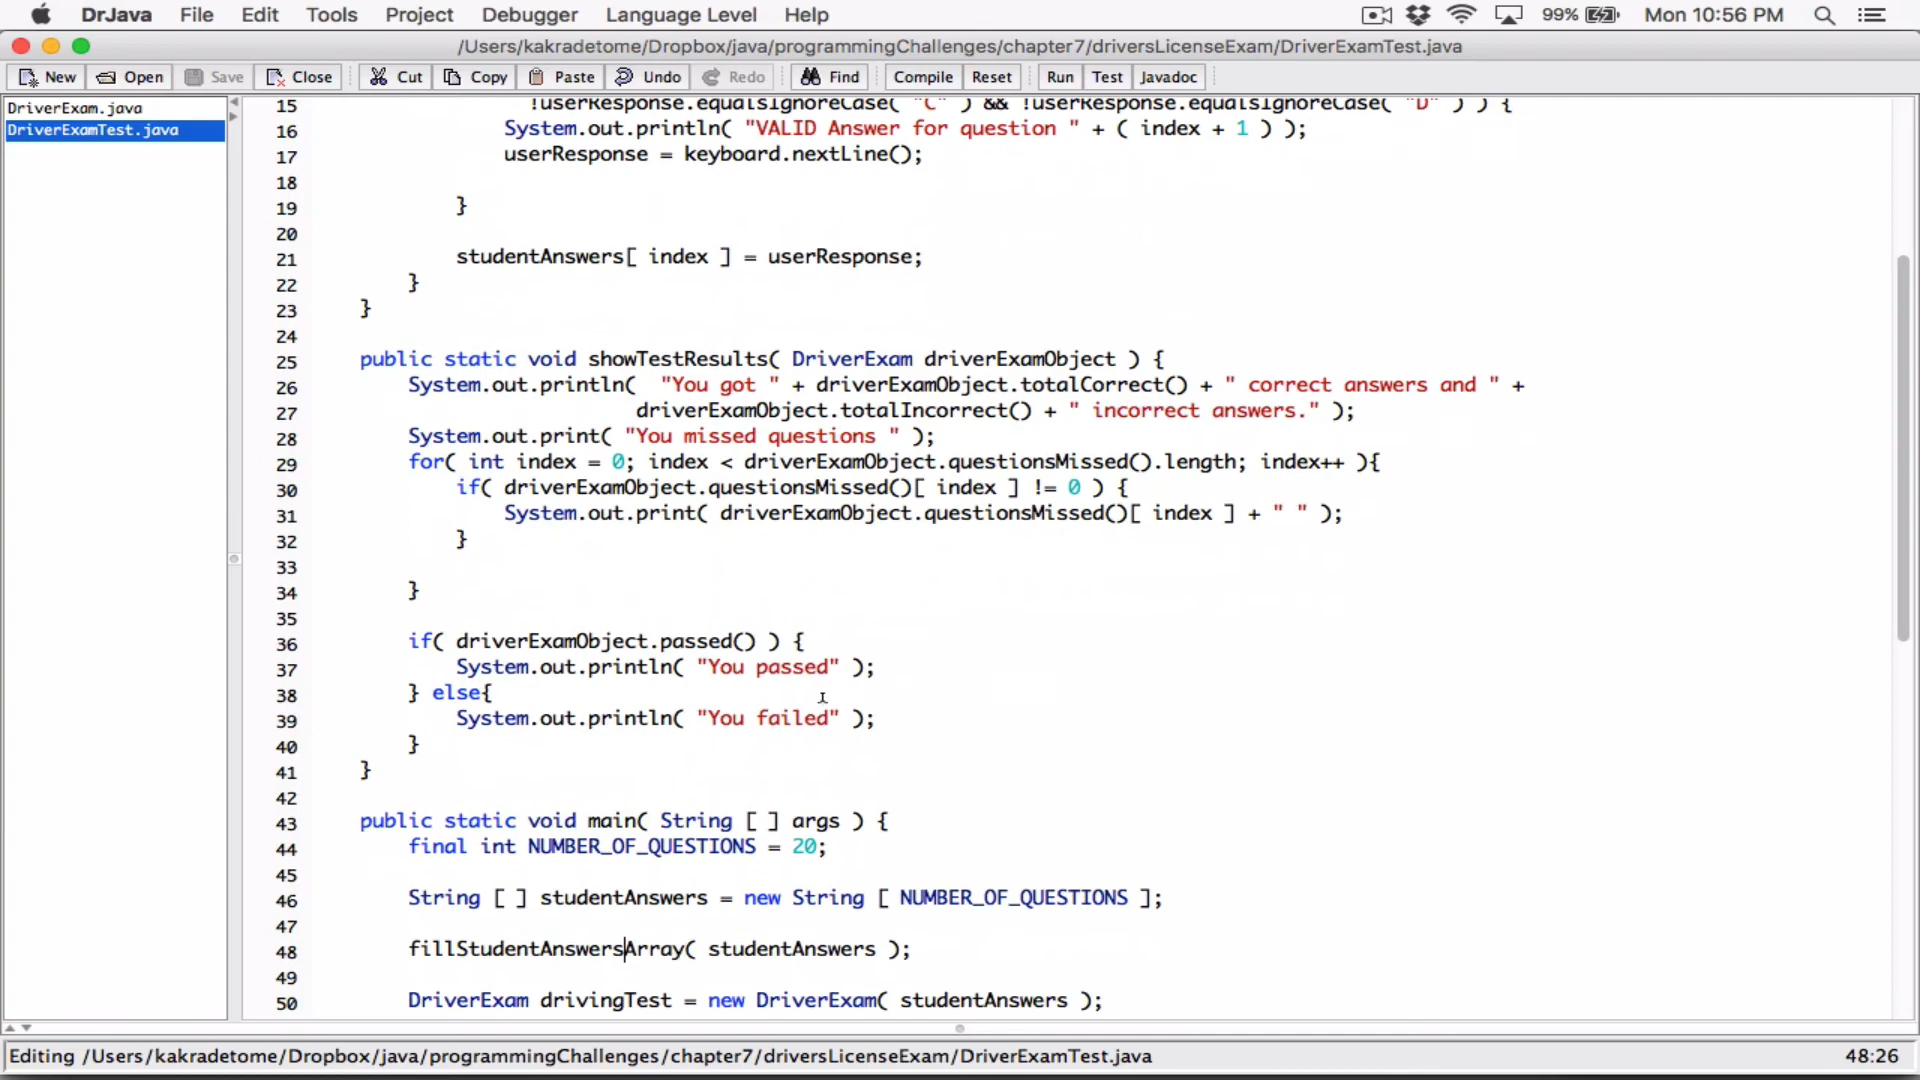 DrJava File Edit Tools Project Debugger Language Level Help 99% Mon 10:56 PM
/Users/kakradetome/Dropbox/java/programmingChallenges/chapter7/driversLicenseExam/DriverExamTest.java
New Open Save Close Cut Copy Paste Undo Redo Find Compile Reset Run Test Javadoc
DriverExam.java
DriverExamTest.java
15 !userResponse.equalsIgnoreCase( "C" ) && !userResponse.equalsIgnoreCase( "D" ) ) {
16 System.out.println( "VALID Answer for question " + ( index + 1 ) );
17 userResponse = keyboard.nextLine();
18
19 }
20
21 studentAnswers[ index ] = userResponse;
22 }
23 }
24
25 public static void showTestResults( DriverExam driverExamObject ) {
26 System.out.println(  "You got " + driverExamObject.totalCorrect() + " correct answers and " +
27 driverExamObject.totalIncorrect() + " incorrect answers." );
28 System.out.print( "You missed questions " );
29 for( int index = 0; index < driverExamObject.questionsMissed().length; index++ ){
30 if( driverExamObject.questionsMissed()[ index ] != 0 ) {
31 System.out.print( driverExamObject.questionsMissed()[ index ] + " " );
32 }
33
34 }
35
36 if( driverExamObject.passed() ) {
37 System.out.println( "You passed" );
38 } else{
39 System.out.println( "You failed" );
40 }
41 }
42
43 public static void main( String [ ] args ) {
44 final int NUMBER_OF_QUESTIONS = 20;
45
46 String [ ] studentAnswers = new String [ NUMBER_OF_QUESTIONS ];
47
48 fillStudentAnswersArray( studentAnswers );
49
50 DriverExam drivingTest = new DriverExam( studentAnswers );
Editing /Users/kakradetome/Dropbox/java/programmingChallenges/chapter7/driversLicenseExam/DriverExamTest.java 48:26